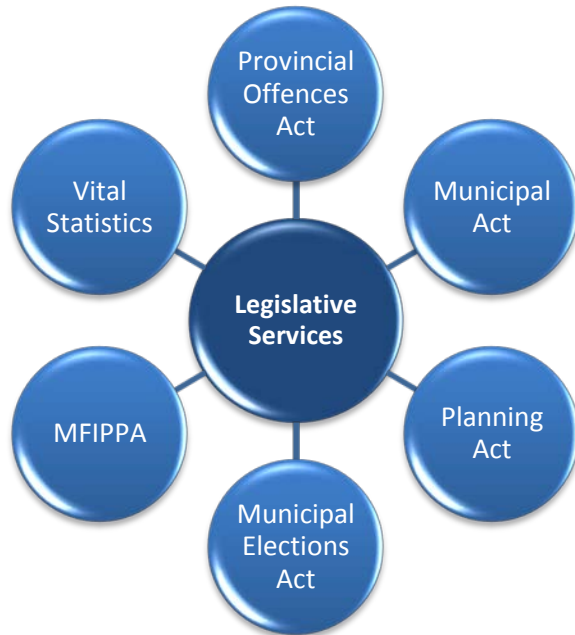 Provincial
Offences
Act
Vital
Statistics
Municipal
Act
Legislative
Services
MFIPPA
Planning
Act
Municipal
Elections
Act